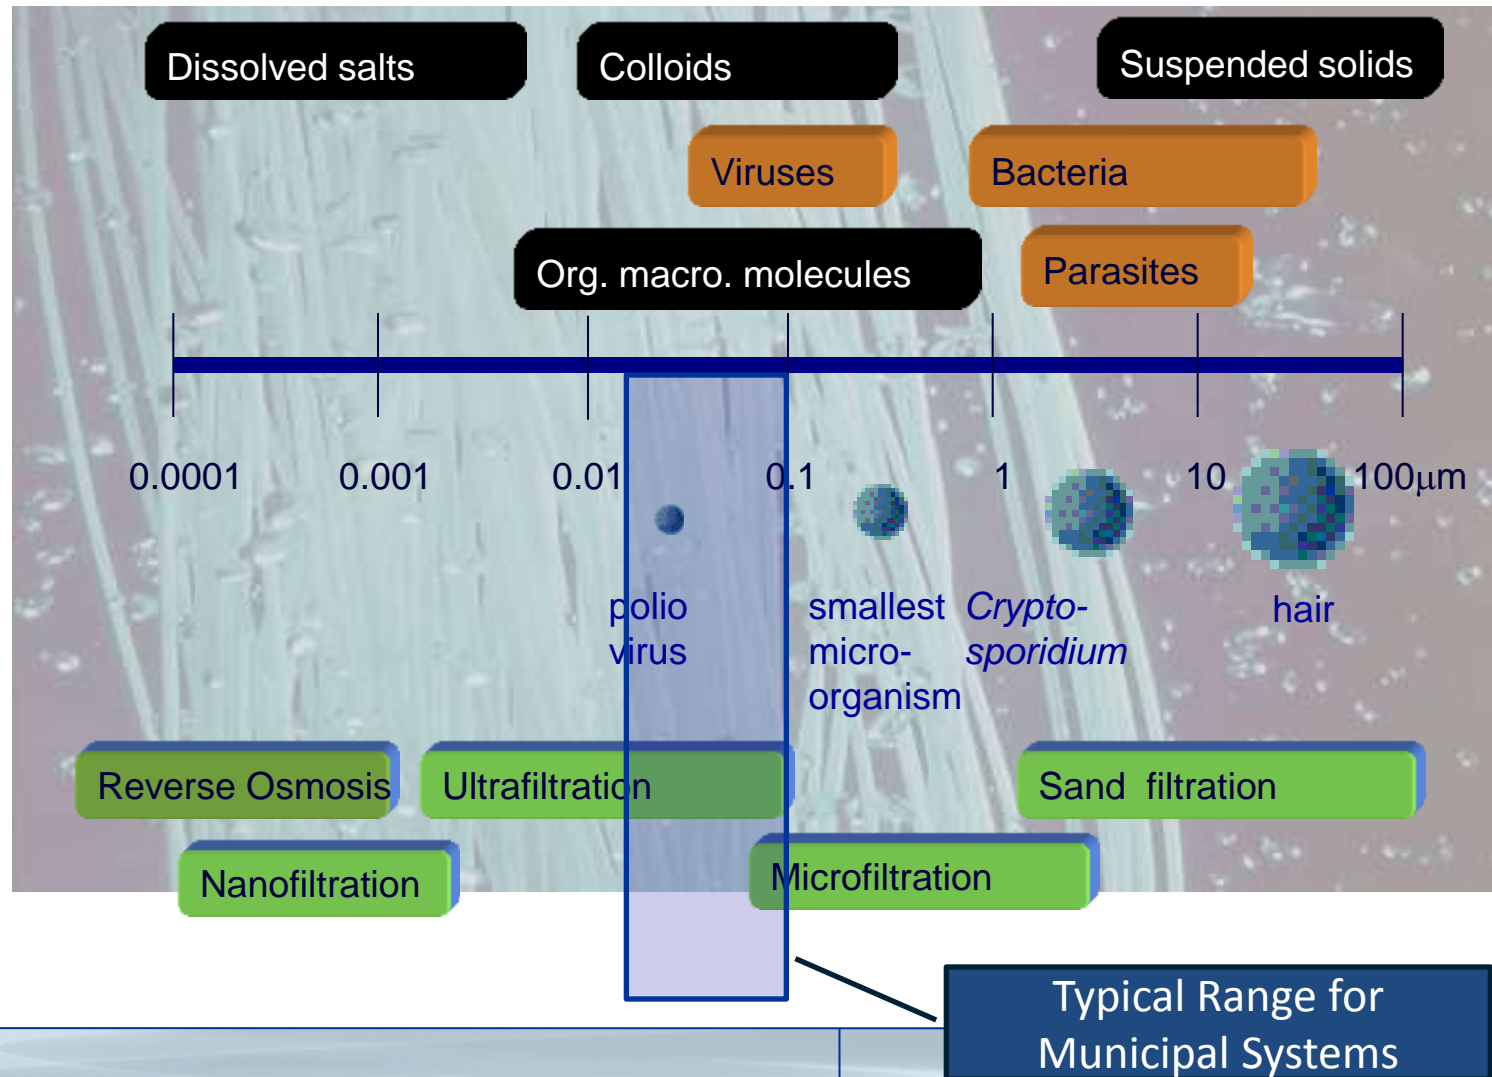 Dissolved salts
Colloids
Suspended solids
Viruses
Bacteria
Org. macro. molecules
Parasites
0.0001
0.001
0.01
0.1
1
10
100μm
polio
virus
smallest
micro-
organism
Crypto-
sporidium
hair
Reverse Osmosis
Ultrafiltration
Sand filtration
Nanofiltration
Microfiltration
Typical Range for
Municipal Systems